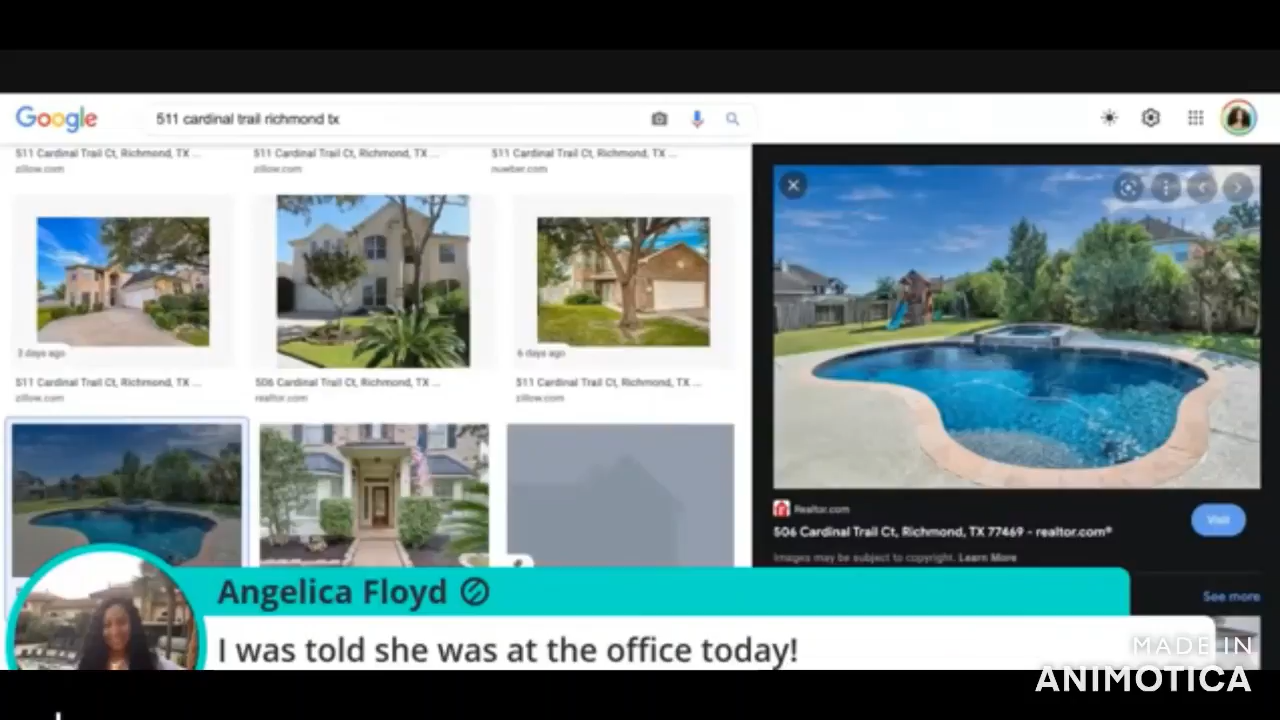 Google
511 cardinal trail richmond tx
511 Cardinal Trail Ct, Richmond, TX ...
zillow.com
511 Cardinal Trail Ct, Richmond, TX ...
zillow.com
511 Cardinal Trail Ct, Richmond, TX ...
nuwber.com
3 days ago
6 days ago
511 Cardinal Trail Ct, Richmond, TX ...
zillow.com
506 Cardinal Trail Ct, Richmond, TX ...
realtor.com
511 Cardinal Trail Ct, Richmond, TX ...
zillow.com
Realtor.com
506 Cardinal Trail Ct, Richmond, TX 77469 - realtor.com®
Visit
Images may be subject to copyright. Learn More
See more
Angelica Floyd
I was told she was at the office today!
MADE IN
ANIMOTICA